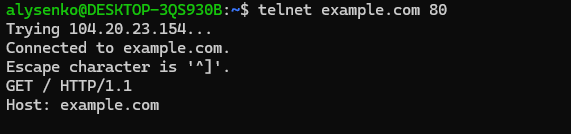 alysenko@DESKTOP-3QS930B:~$ telnet example.com 80
Trying 104.20.23.154...
Connected to example.com.
Escape character is '^]'.
GET / HTTP/1.1
Host: example.com